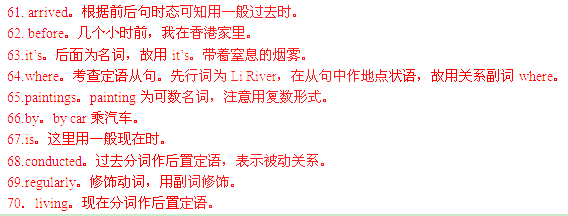 61. arrived。根据前后句时态可知用一般过去时。
62. before。几个小时前，我在香港家里。
63.it’s。后面为名词，故用 it’s。带着窒息的烟雾。
64.where。考查定语从句。先行词为 Li River，在从句中作地点状语，故用关系副词 where。
65.paintings。painting 为可数名词，注意用复数形式。
66.by。by car 乘汽车。
67.is。这里用一般现在时。
68.conducted。过去分词作后置定语，表示被动关系。
69.regularly。修饰动词，用副词修饰。
70．living。现在分词作后置定语。